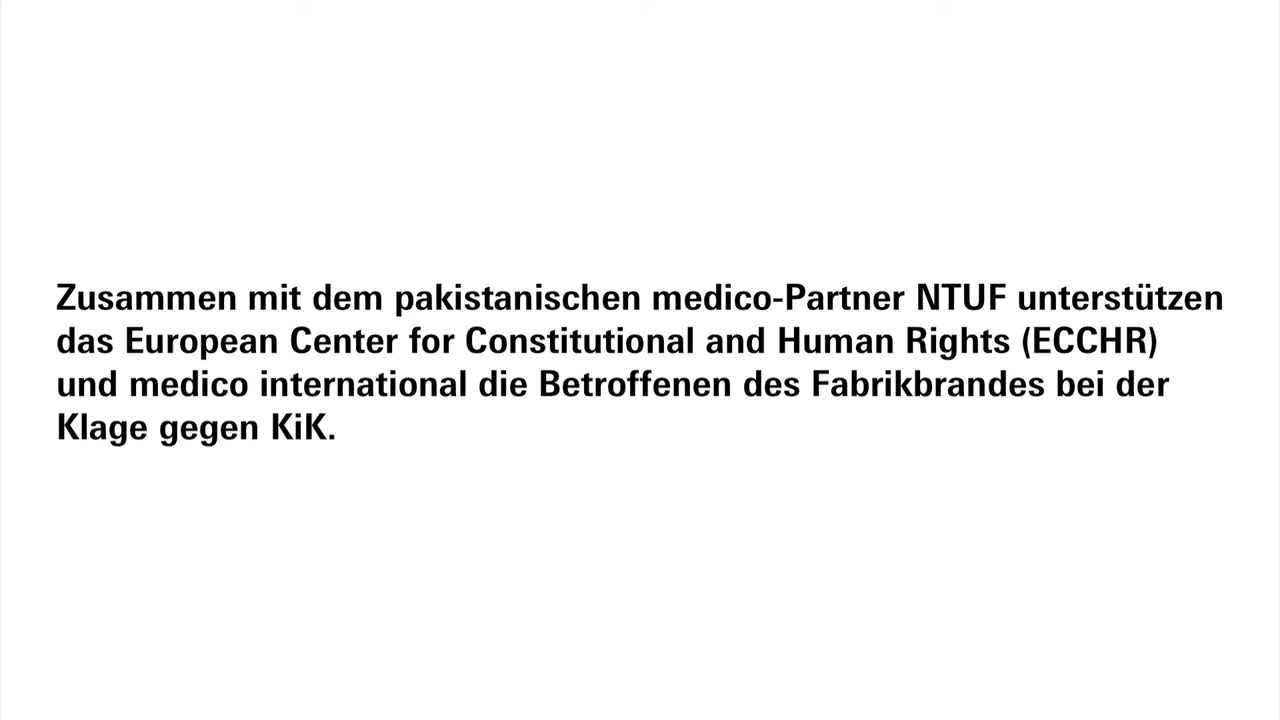 Zusammen mit dem pakistanischen medico-Partner NTUF unterstützen
das European Center for Constitutional and Human Rights (ECCHR)
und medico international die Betroffenen des Fabrikbrandes bei der
Klage gegen KiK.